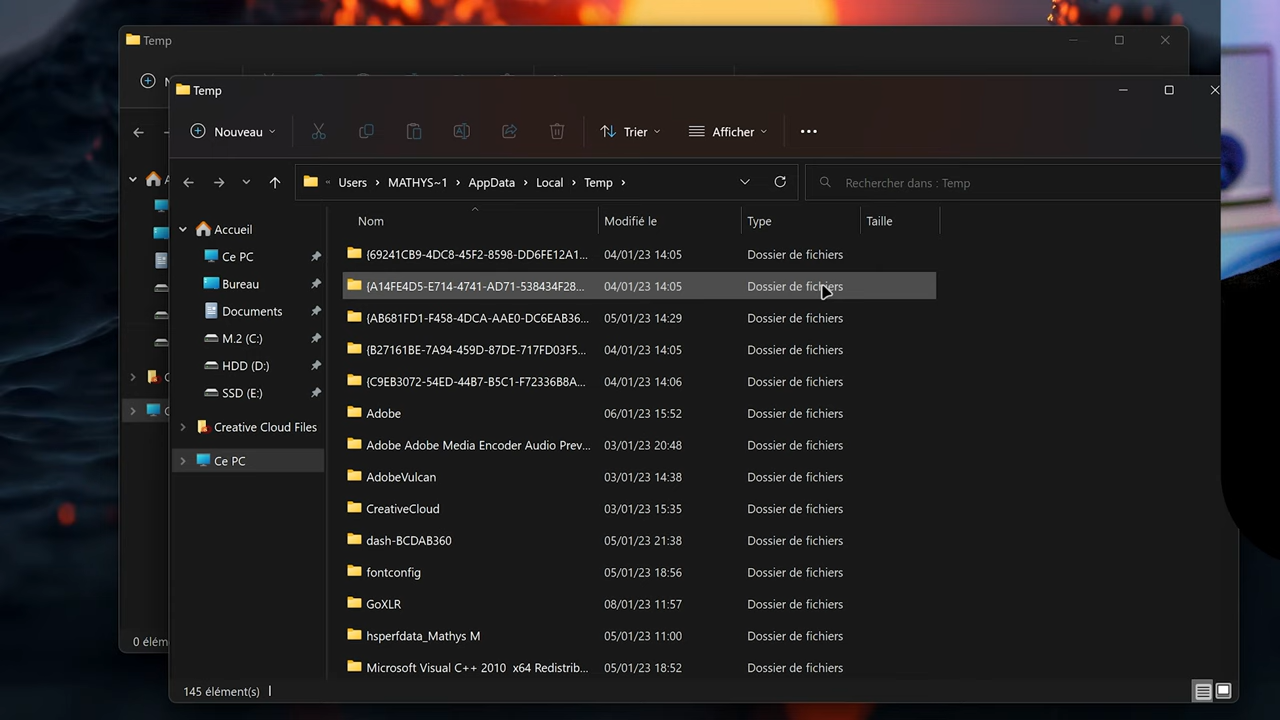 Temp
Temp
Nouveau
Trier
Afficher
Users > MATHYS~1 > AppData > Local > Temp >
Rechercher dans : Temp
Nom
Modifié le
Type
Taille
Accueil
Ce PC
Bureau
Documents
M.2 (C:)
HDD (D:)
SSD (E:)
Creative Cloud Files
Ce PC
{69241CB9-4DC8-45F2-8598-DD6FE12A1... 04/01/23 14:05 Dossier de fichiers
{A14FE4D5-E714-4741-AD71-538434F28... 04/01/23 14:05 Dossier de fichiers
{AB681FD1-F458-4DCA-AAE0-DC6EAB36... 05/01/23 14:29 Dossier de fichiers
{B27161BE-7A94-459D-87DE-717FD03F5... 04/01/23 14:05 Dossier de fichiers
{C9EB3072-54ED-44B7-B5C1-F72336B8A... 04/01/23 14:06 Dossier de fichiers
Adobe 06/01/23 15:52 Dossier de fichiers
Adobe Adobe Media Encoder Audio Prev... 03/01/23 20:48 Dossier de fichiers
AdobeVulcan 03/01/23 14:38 Dossier de fichiers
CreativeCloud 03/01/23 15:35 Dossier de fichiers
dash-BCDAB360 05/01/23 21:38 Dossier de fichiers
fontconfig 05/01/23 18:56 Dossier de fichiers
GoXLR 08/01/23 11:57 Dossier de fichiers
hsperfdata_Mathys M 05/01/23 11:00 Dossier de fichiers
Microsoft Visual C++ 2010 x64 Redistrib... 05/01/23 18:52 Dossier de fichiers
0 élém
145 élément(s)